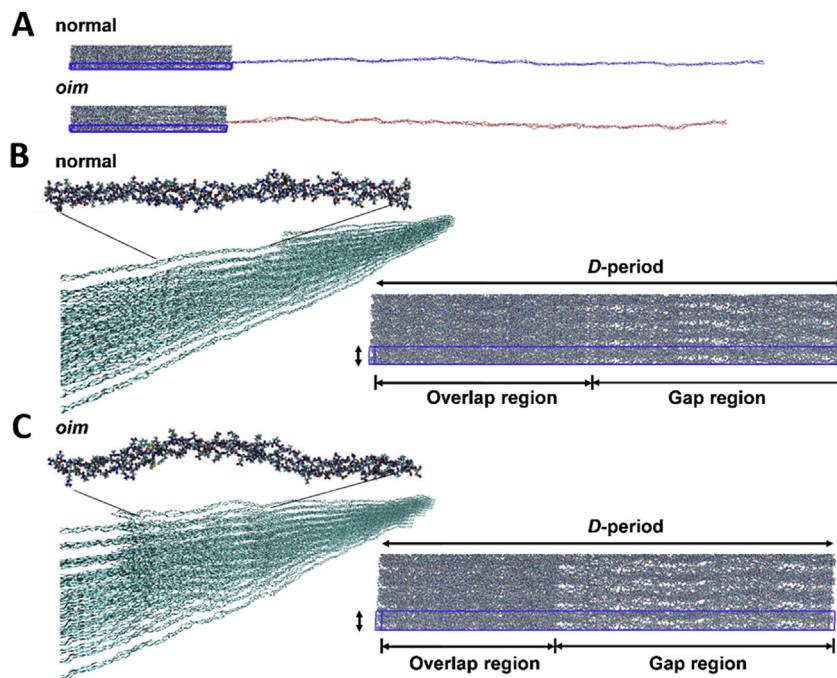 A
normal
oim
B
normal
D-period
Overlap region
Gap region
C
oim
D-period
Overlap region
Gap region